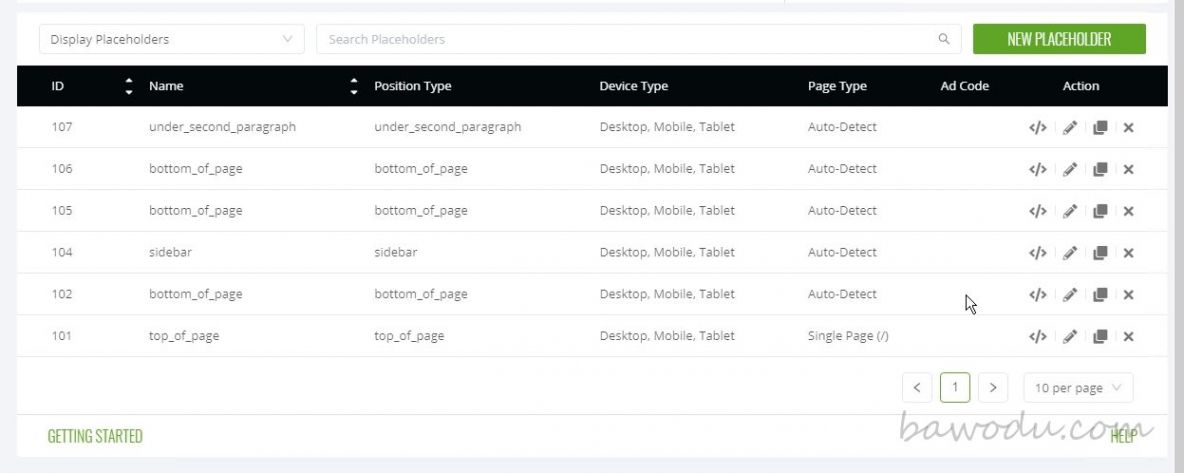 Display Placeholders Search Placeholders NEW PLACEHOLDER
ID Name Position Type Device Type Page Type Ad Code Action
107 under_second_paragraph under_second_paragraph Desktop, Mobile, Tablet Auto-Detect </>
106 bottom_of_page bottom_of_page Desktop, Mobile, Tablet Auto-Detect </>
105 bottom_of_page bottom_of_page Desktop, Mobile, Tablet Auto-Detect </>
104 sidebar sidebar Desktop, Mobile, Tablet Auto-Detect </>
102 bottom_of_page bottom_of_page Desktop, Mobile, Tablet Auto-Detect </>
101 top_of_page top_of_page Desktop, Mobile, Tablet Single Page (/) </>
< 1 > 10 per page
GETTING STARTED bawodu.com HELP